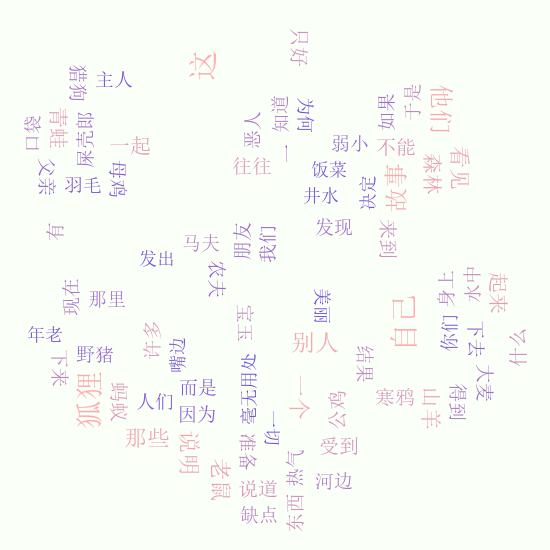 只好
这
猎狗
主人
口袋
青蛙
屎壳郎
一起
恶人
知道
为何
一
如果
于是
他们
弱小
不能
看见
森林
父亲
羽毛
母鸡
往往
饭菜
井水
决定
故事
发现
来到
有
马夫
朋友
我们
发出
农夫
现在
那里
美丽
自己
身上
水中
起来
年老
野猪
许多
嘴边
宝玉
别人
你们
下去
什么
下来
狐狸
蚂蚁
人们
而是
因为
毫无用处
一个
结果
公鸡
寒鸦
山羊
得到
大麦
那些
说明
一切
准备
受到
老鼠
说道
缺点
淹气
东西
河边